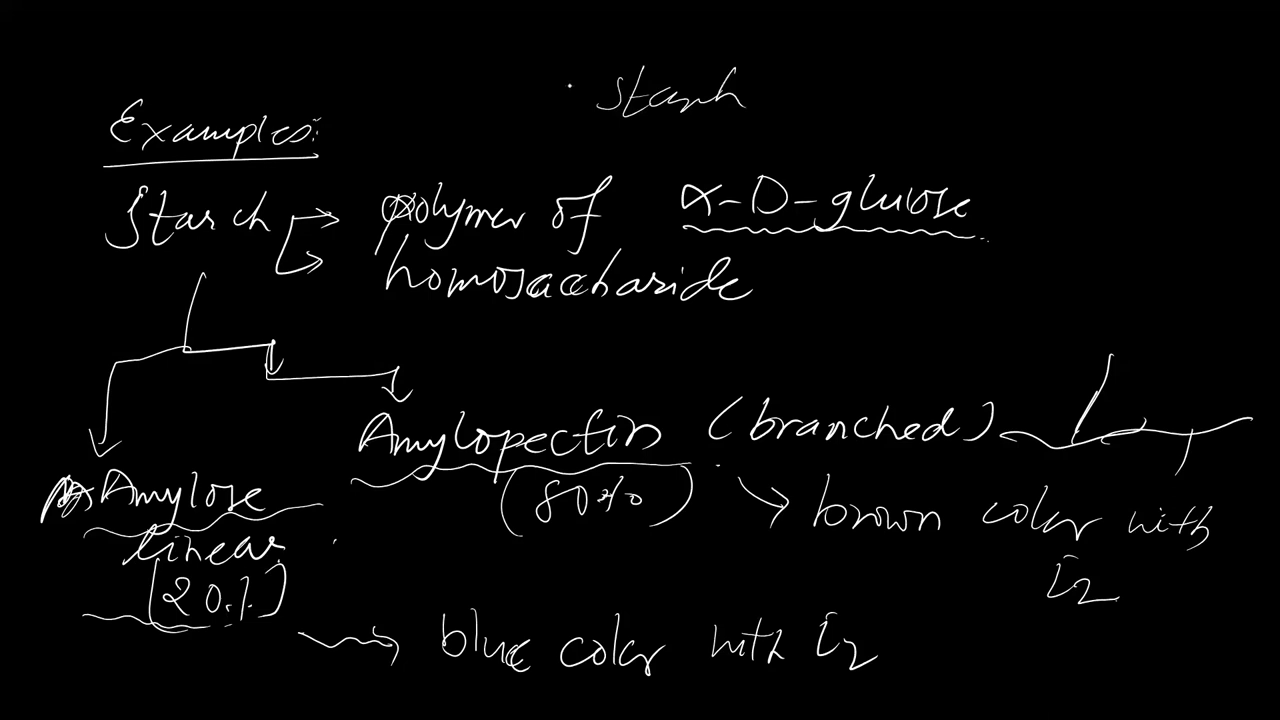 starch
Examples:
Starch → polymer of α-D-glucose
→ homosaccharide
Amylopectin (branched)
(80%)
→ brown color with
I2
Amylose
linear
(20%)
→ blue color with I2